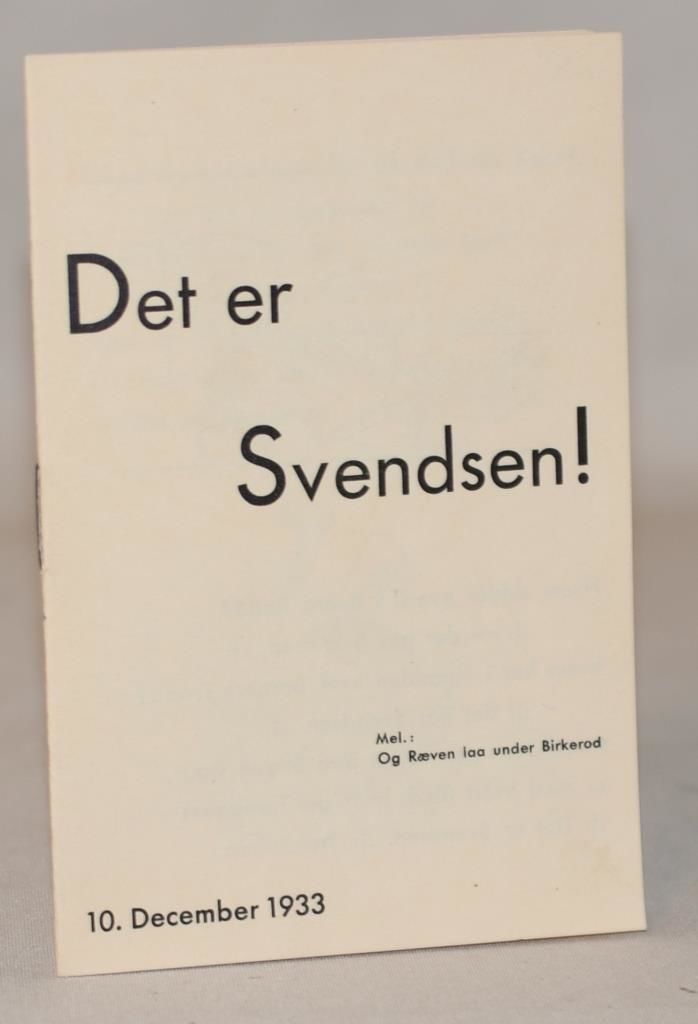 Det er
Svendsen!
Mel.:
Og Ræven laa under Birkerod
10. December 1933